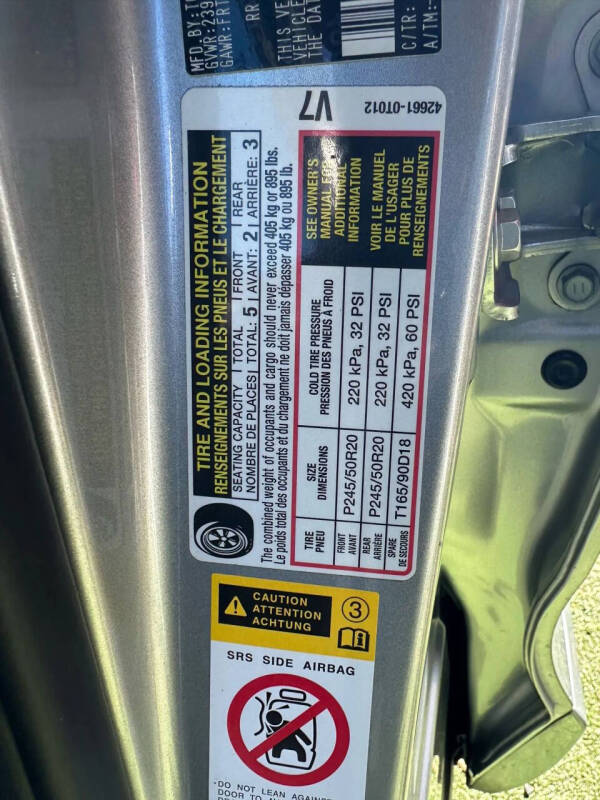 MFD.BY:
GVWR:239
GAWR:FRT
RR
THIS VE
VEHICLE
THE DAT
C/TR:
A/TM:
TIRE AND LOADING INFORMATION
RENSEIGNEMENTS SUR LES PNEUS ET LE CHARGEMENT
SEATING CAPACITY | TOTAL | FRONT | REAR
NOMBRE DE PLACES | TOTAL: 5 | AVANT: 2 | ARRIÈRE: 3
The combined weight of occupants and cargo should never exceed 405 kg or 895 lbs.
Le poids total des occupants et du chargement ne doit jamais dépasser 405 kg ou 895 lb.
TIRE PNEU | SIZE DIMENSIONS | COLD TIRE PRESSURE PRESSION DES PNEUS À FROID
FRONT AVANT | P245/50R20 | 220 kPa, 32 PSI
REAR ARRIÈRE | P245/50R20 | 220 kPa, 32 PSI
SPARE DE SECOURS | T165/90D18 | 420 kPa, 60 PSI
SEE OWNER'S
MANUAL FOR
ADDITIONAL
INFORMATION
VOIR LE MANUEL
DE L'USAGER
POUR PLUS DE
RENSEIGNEMENTS
V7
42661-0T012
CAUTION
ATTENTION
ACHTUNG
3
SRS SIDE AIRBAG
·DO NOT LEAN AGAINST
DOOR TO